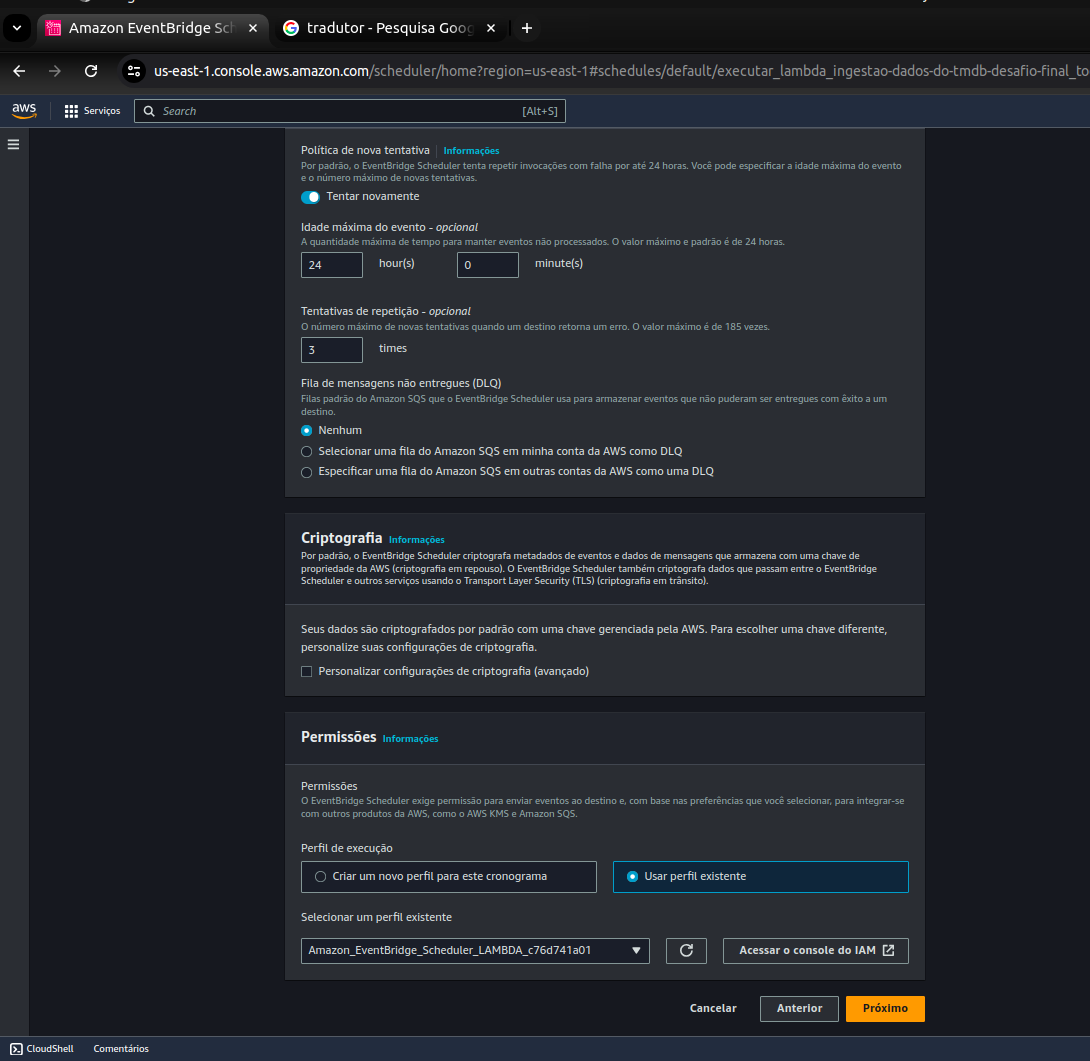 Amazon EventBridge Sch
tradutor - Pesquisa Goog
us-east-1.console.aws.amazon.com/scheduler/home?region=us-east-1#schedules/default/executar_lambda_ingestao-dados-do-tmdb-desafio-final_to
aws
Serviços
Search
[Alt+S]
Política de nova tentativa
Informações
Por padrão, o EventBridge Scheduler tenta repetir invocações com falha por até 24 horas. Você pode especificar a idade máxima do evento
e o número máximo de novas tentativas.
Tentar novamente
Idade máxima do evento - opcional
A quantidade máxima de tempo para manter eventos não processados. O valor máximo e padrão é de 24 horas.
24 hour(s) 0 minute(s)
Tentativas de repetição - opcional
O número máximo de novas tentativas quando um destino retorna um erro. O valor máximo é de 185 vezes.
3 times
Fila de mensagens não entregues (DLQ)
Filas padrão do Amazon SQS que o EventBridge Scheduler usa para armazenar eventos que não puderam ser entregues com êxito a um
destino.
Nenhum
Selecionar uma fila do Amazon SQS em minha conta da AWS como DLQ
Especificar uma fila do Amazon SQS em outras contas da AWS como uma DLQ
Criptografia Informações
Por padrão, o EventBridge Scheduler criptografa metadados de eventos e dados de mensagens que armazena com uma chave de
propriedade da AWS (criptografia em repouso). O EventBridge Scheduler também criptografa dados que passam entre o EventBridge
Scheduler e outros serviços usando o Transport Layer Security (TLS) (criptografia em trânsito).
Seus dados são criptografados por padrão com uma chave gerenciada pela AWS. Para escolher uma chave diferente,
personalize suas configurações de criptografia.
Personalizar configurações de criptografia (avançado)
Permissões Informações
Permissões
O EventBridge Scheduler exige permissão para enviar eventos ao destino e, com base nas preferências que você selecionar, para integrar-se
com outros produtos da AWS, como o AWS KMS e Amazon SQS.
Perfil de execução
Criar um novo perfil para este cronograma
Usar perfil existente
Selecionar um perfil existente
Amazon_EventBridge_Scheduler_LAMBDA_c76d741a01
Acessar o console do IAM
Cancelar
Anterior
Próximo
CloudShell
Comentários